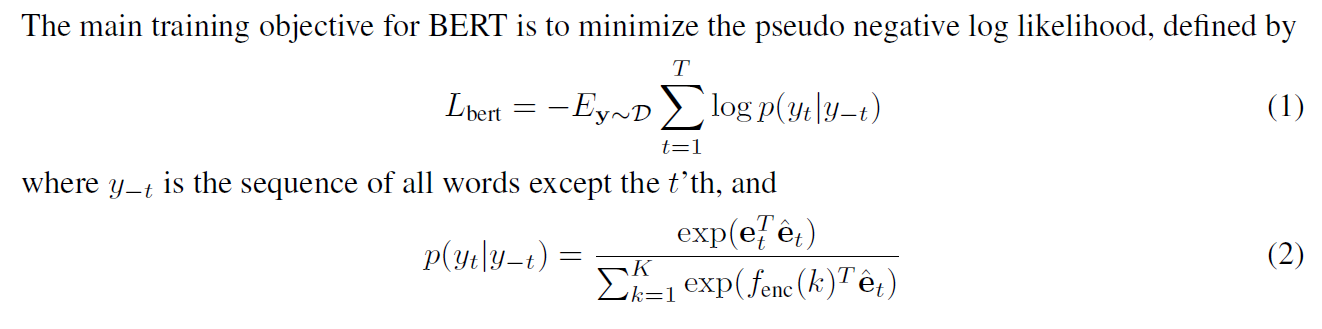 The main training objective for BERT is to minimize the pseudo negative log likelihood, defined by
L_bert = −E_{y∼𝒟} ∑_{t=1}^{T} log p(y_t|y_{−t}) (1)
where y_{−t} is the sequence of all words except the t’th, and
p(y_t|y_{−t}) = exp(e_t^T ê_t) / ∑_{k=1}^{K} exp(f_enc(k)^T ê_t) (2)